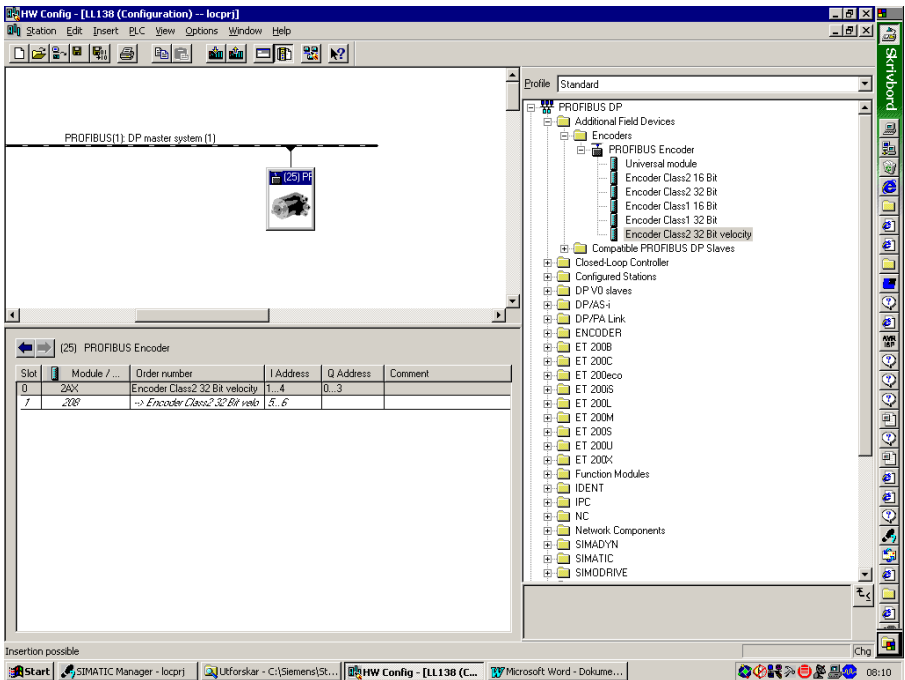 HW Config - [LL138 (Configuration) -- locprj]
Station Edit Insert PLC View Options Window Help
PROFIBUS(1): DP master system (1)
(25) PF
Profile Standard
PROFIBUS DP
Additional Field Devices
Encoders
PROFIBUS Encoder
Universal module
Encoder Class2 16 Bit
Encoder Class2 32 Bit
Encoder Class1 16 Bit
Encoder Class1 32 Bit
Encoder Class2 32 Bit velocity
Compatible PROFIBUS DP Slaves
Closed-Loop Controller
Configured Stations
DP V0 slaves
DP/AS-i
DP/PA Link
ENCODER
ET 200B
ET 200C
ET 200eco
ET 200iS
ET 200L
ET 200M
ET 200S
ET 200U
ET 200X
Function Modules
IDENT
IPC
NC
Network Components
SIMADYN
SIMATIC
SIMODRIVE
(25) PROFIBUS Encoder
Slot Module / ... Order number I Address Q Address Comment
0 2AX Encoder Class2 32 Bit velocity 1...4 0...3
1 208 --> Encoder Class2 32 Bit velo 5...6
Insertion possible
Chg
Skrivbord
AVR ISP
Start SIMATIC Manager - locprj Utforskar - C:\Siemens\St... HW Config - [LL138 (C... Microsoft Word - Dokume... 08:10